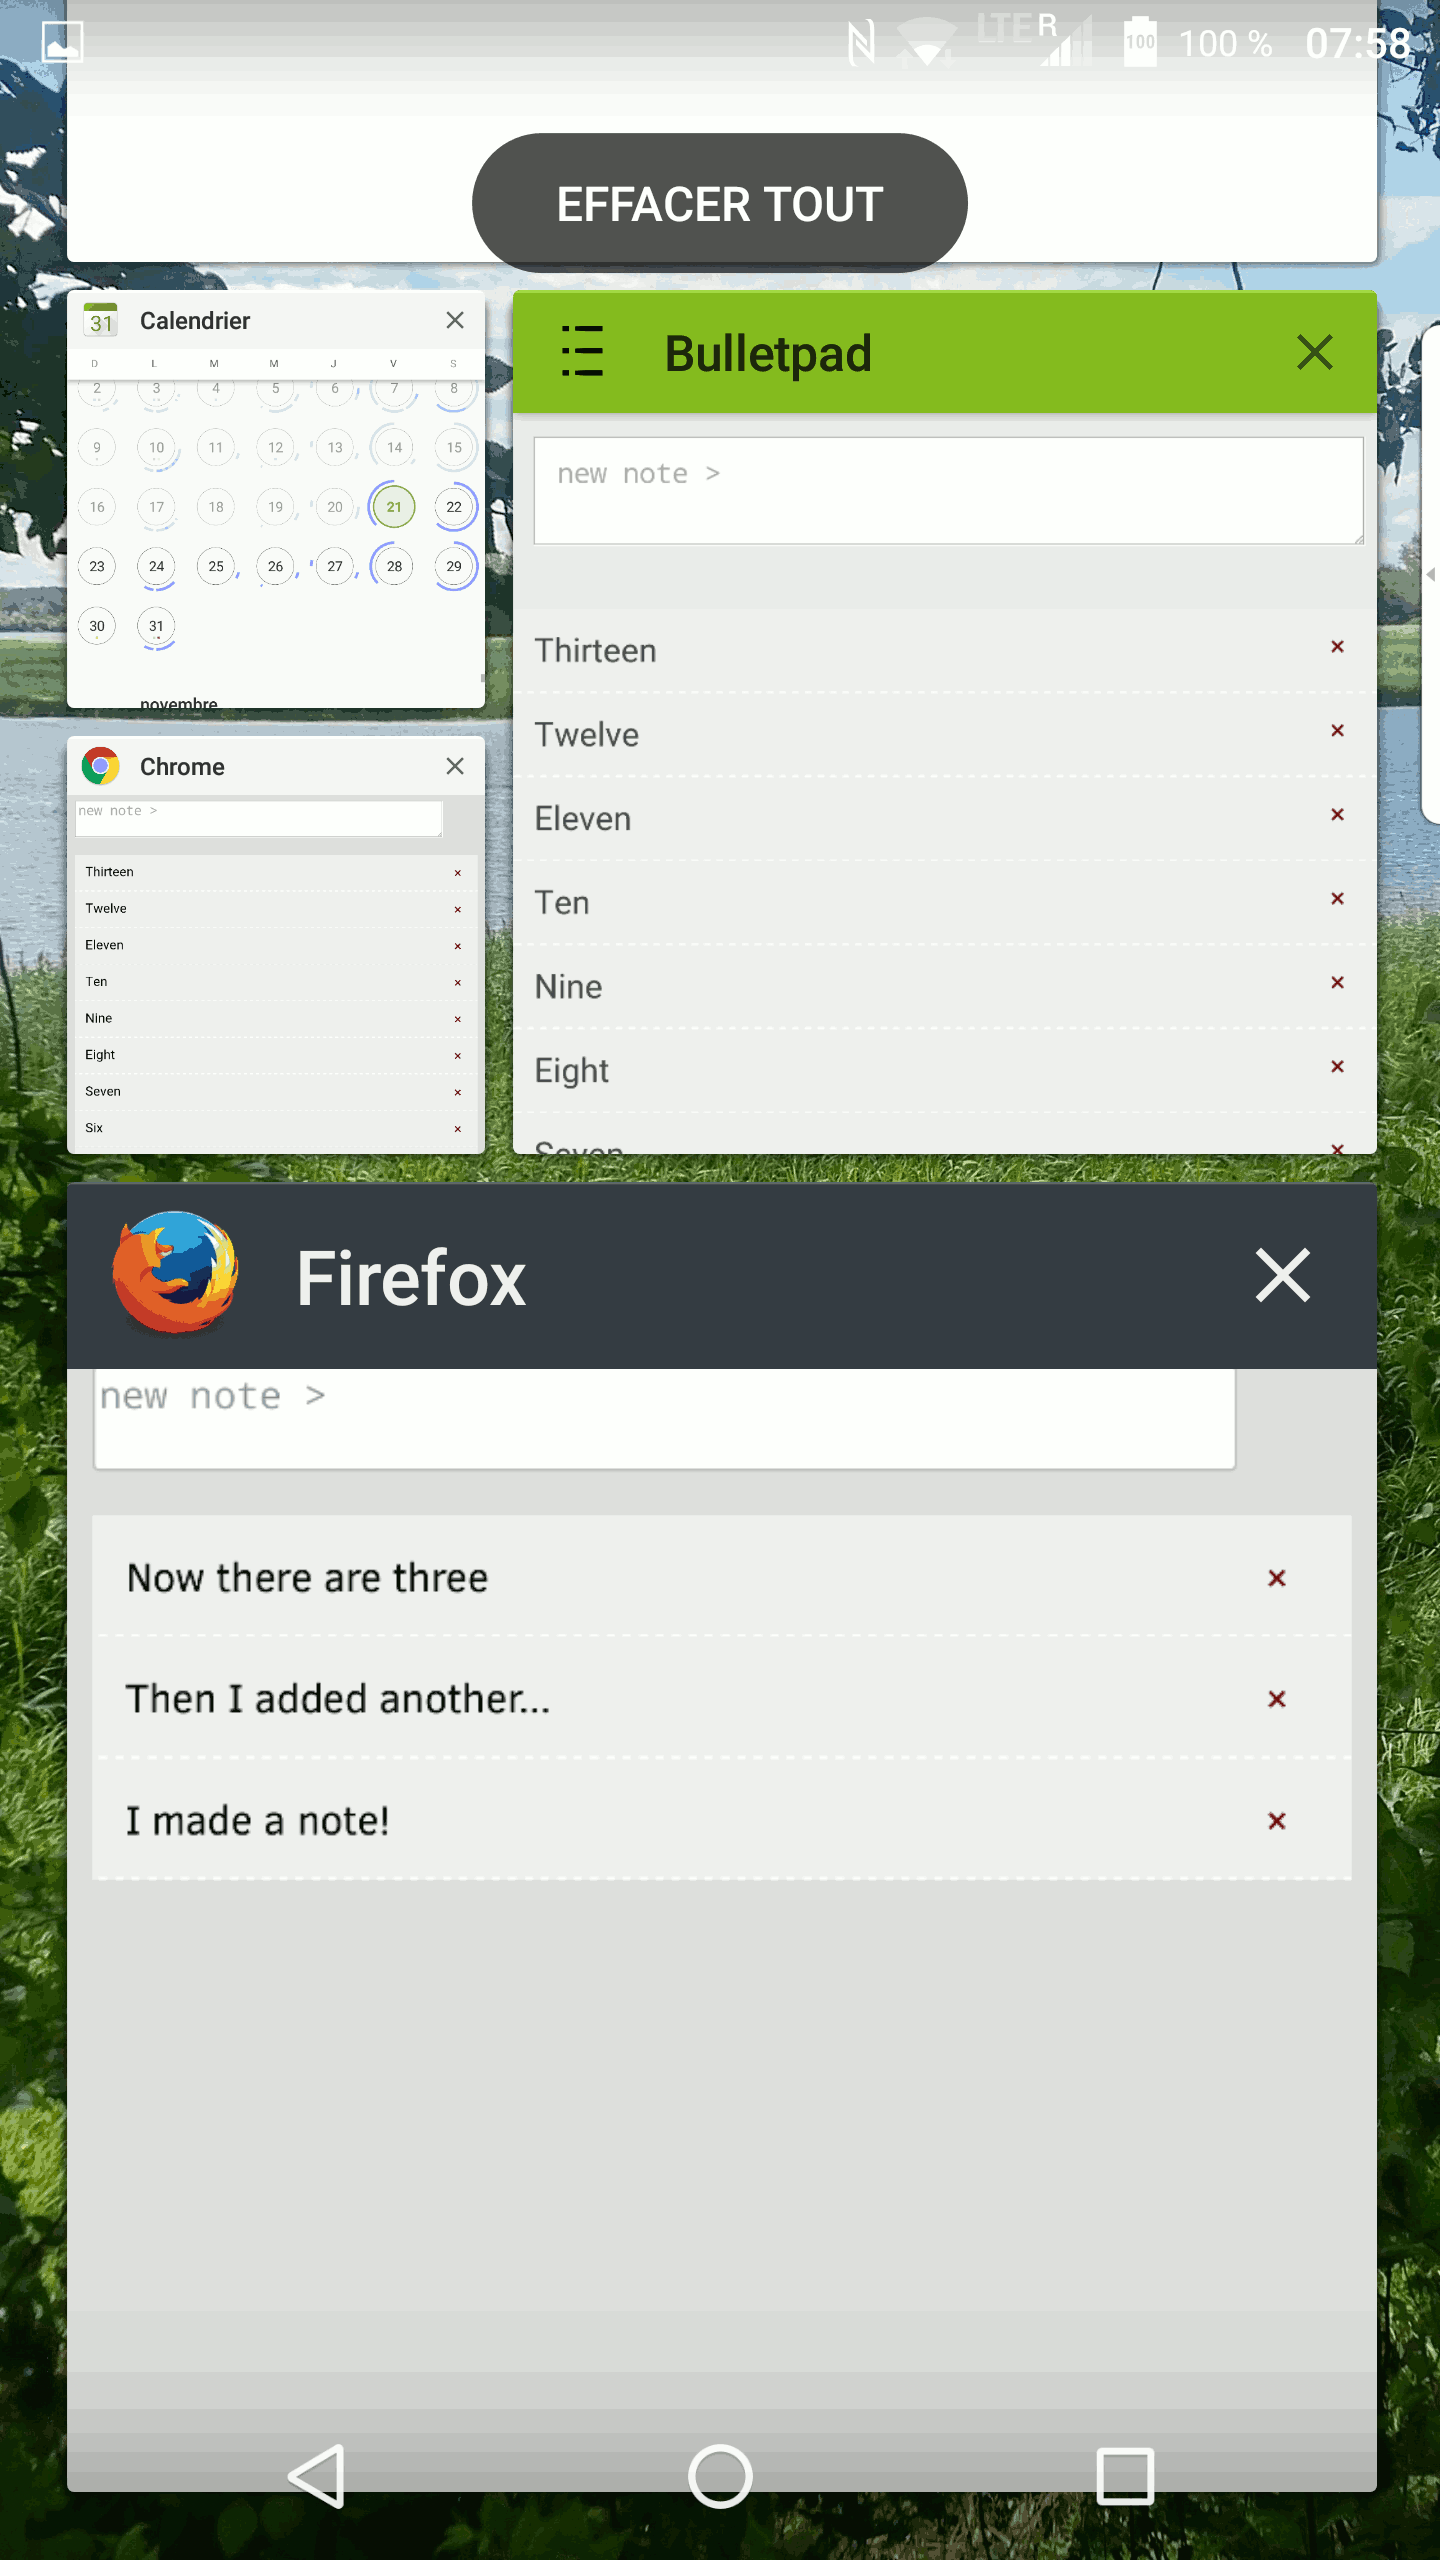 LTE R 100 100 % 07:58
EFFACER TOUT
31 Calendrier
D L M M J V S
2 3 4 5 6 7 8
9 10 11 12 13 14 15
16 17 18 19 20 21 22
23 24 25 26 27 28 29
30 31
novembre
Chrome
new note >
Thirteen
Twelve
Eleven
Ten
Nine
Eight
Seven
Six
Bulletpad
new note >
Thirteen
Twelve
Eleven
Ten
Nine
Eight
Seven
Firefox
new note >
Now there are three
Then I added another...
I made a note!